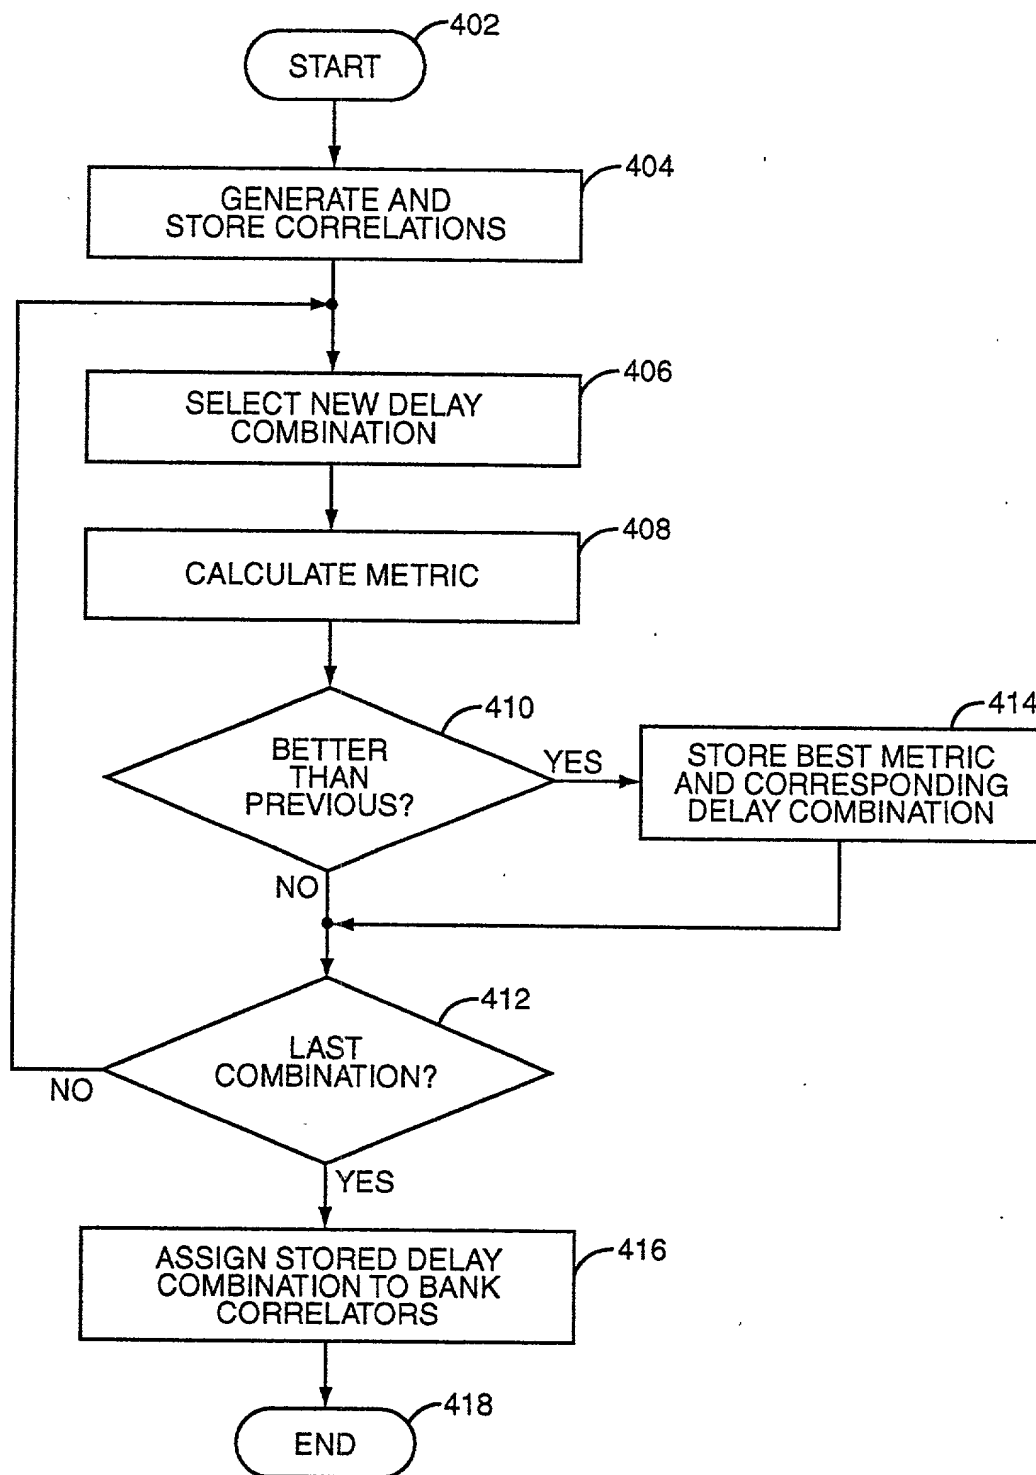 402
START
404
GENERATE AND
STORE CORRELATIONS
406
SELECT NEW DELAY
COMBINATION
408
CALCULATE METRIC
410
BETTER
THAN
PREVIOUS?
YES
414
STORE BEST METRIC
AND CORRESPONDING
DELAY COMBINATION
NO
412
LAST
COMBINATION?
NO
YES
416
ASSIGN STORED DELAY
COMBINATION TO BANK
CORRELATORS
418
END